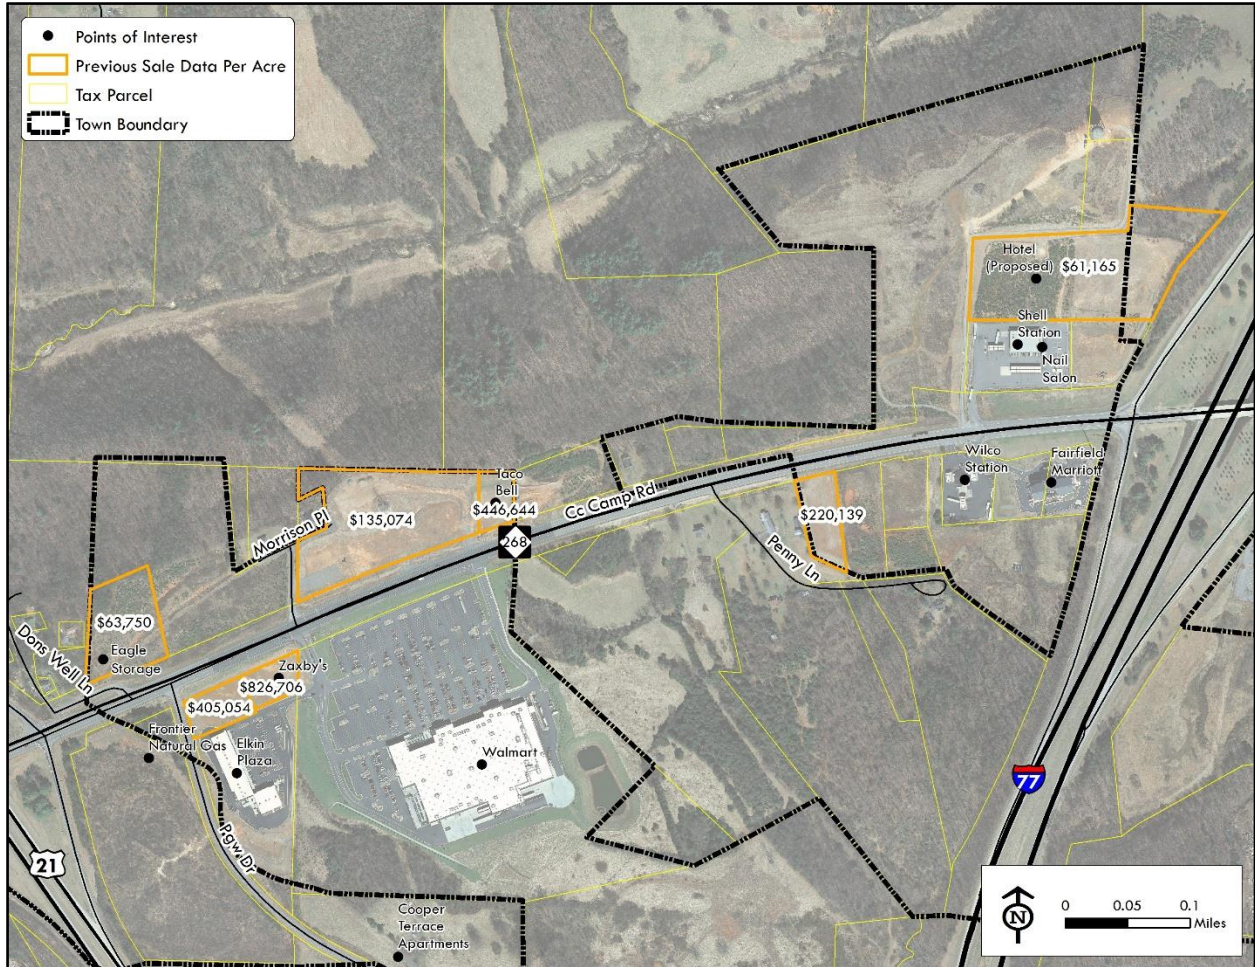 Points of Interest
Previous Sale Data Per Acre
Tax Parcel
Town Boundary
Hotel
(Proposed)
$61,165
Shell
Station
Nail
Salon
Wilco
Station
Fairfield
Marriott
Taco
Bell
$446,644
$135,074
Morrison Pl
Cc Camp Rd
268
$220,139
Penny Ln
$63,750
Eagle
Storage
Dons Well Ln
Zaxby's
$826,706
$405,054
Frontier
Natural Gas
Elkin
Plaza
Walmart
Pgw Dr
77
21
Cooper
Terrace
Apartments
N
0 0.05 0.1
Miles